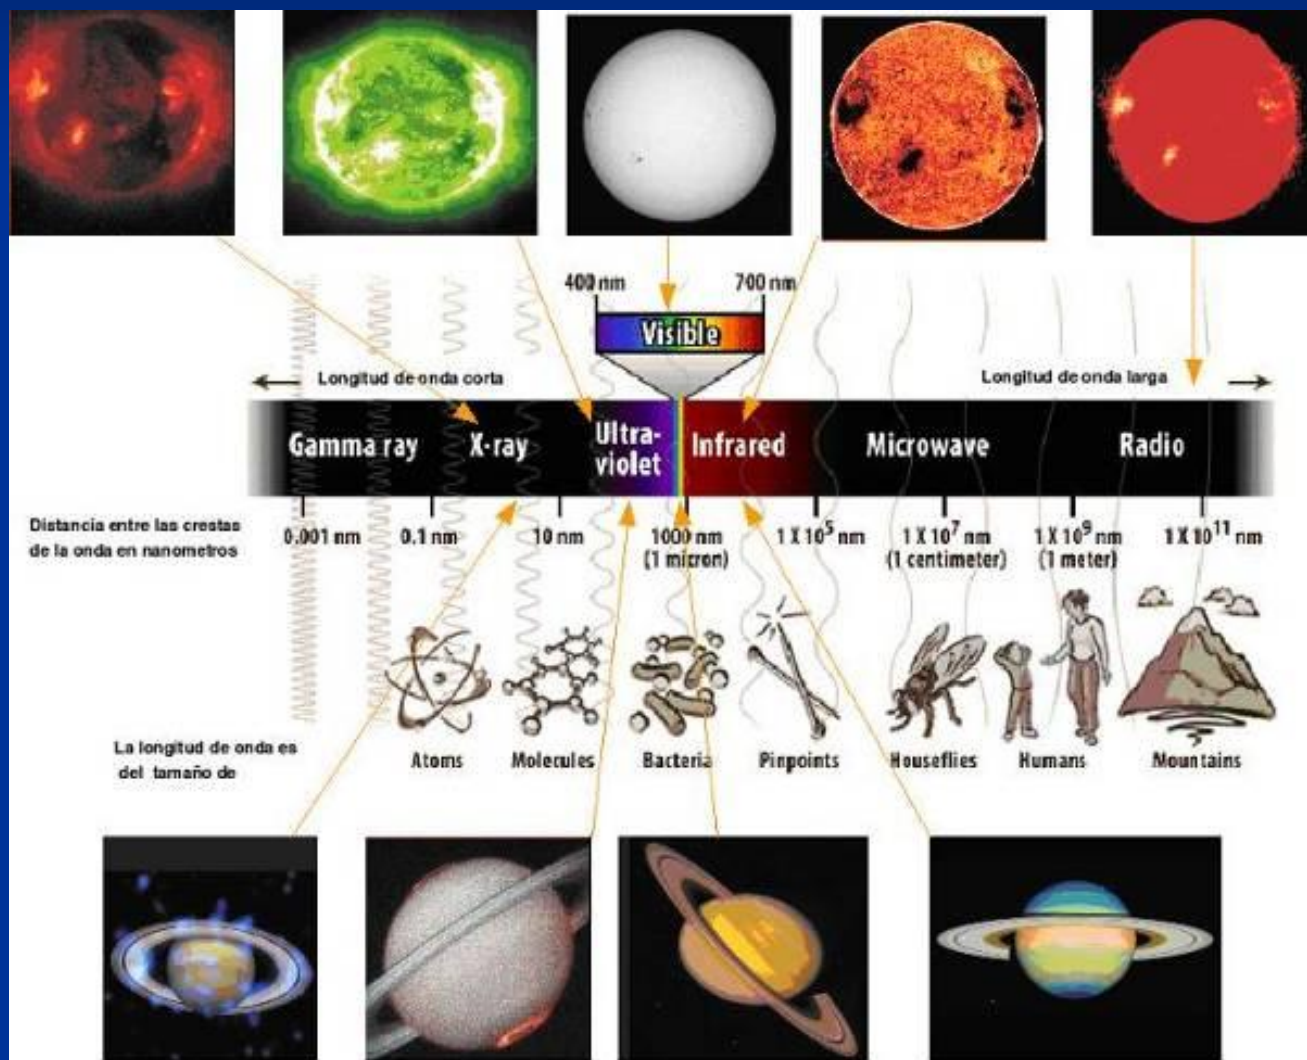 400 nm
700 nm
Visible
Longitud de onda corta
Longitud de onda larga
Gamma ray
X-ray
Ultra-
violet
Infrared
Microwave
Radio
Distancia entre las crestas
de la onda en nanometros
0.001 nm
0.1 nm
10 nm
1000 nm
(1 micron)
1 X 10⁵ nm
1 X 10⁷ nm
(1 centimeter)
1 X 10⁹ nm
(1 meter)
1 X 10¹¹ nm
La longitud de onda es
del tamaño de
Atoms
Molecules
Bacteria
Pinpoints
Houseflies
Humans
Mountains